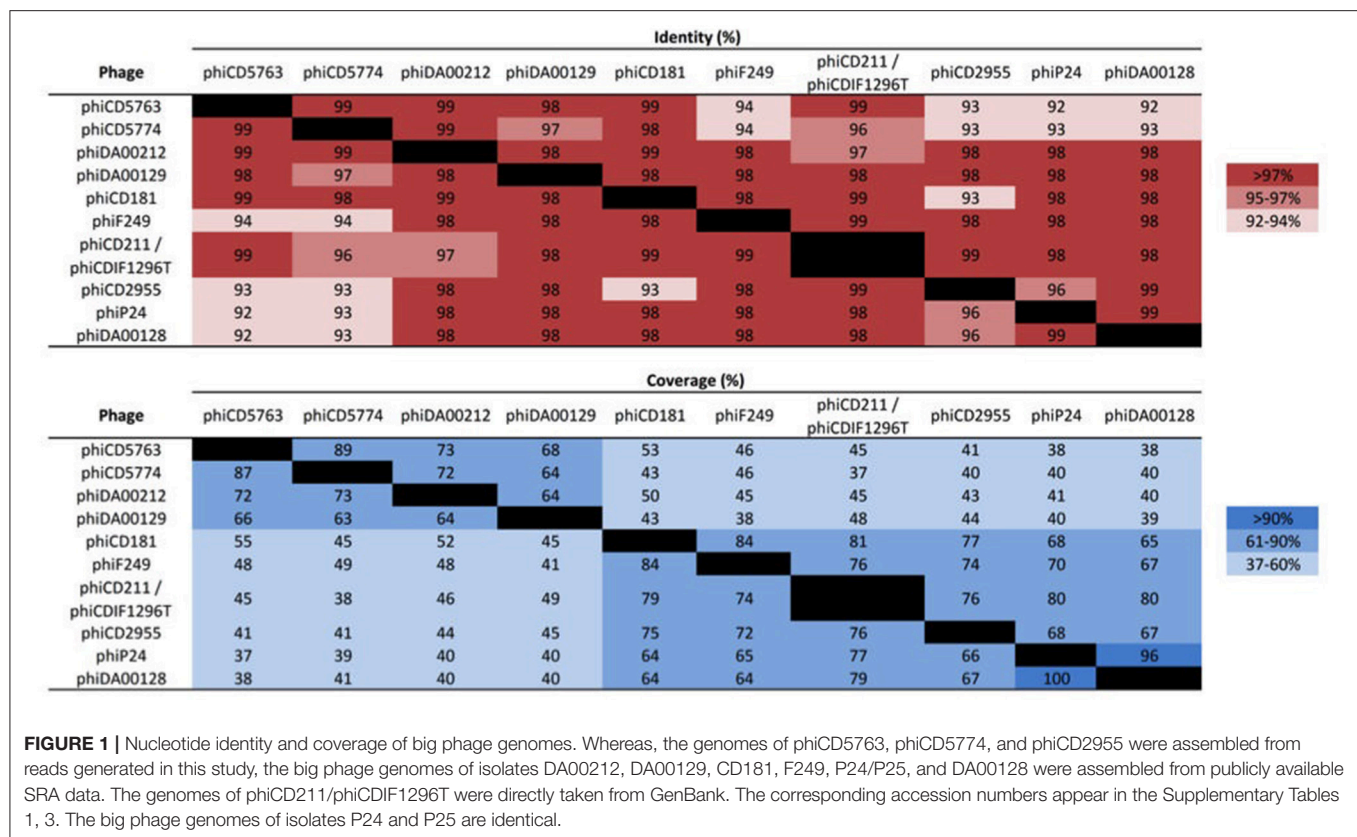 Identity (%)
Phage phiCD5763 phiCD5774 phiDA00212 phiDA00129 phiCD181 phiF249 phiCD211 / phiCDIF1296T phiCD2955 phiP24 phiDA00128
phiCD5763 99 99 98 99 94 99 93 92 92
phiCD5774 99 99 97 98 94 96 93 93 93
phiDA00212 99 99 98 99 98 97 98 98 98
phiDA00129 98 97 98 98 98 98 98 98 98
phiCD181 99 98 99 98 98 99 93 98 98
phiF249 94 94 98 98 98 99 98 98 98
phiCD211 / phiCDIF1296T 99 96 97 98 99 99 99 98 98
phiCD2955 93 93 98 98 93 98 99 96 99
phiP24 92 93 98 98 98 98 98 96 99
phiDA00128 92 93 98 98 98 98 98 96 99
>97%
95-97%
92-94%
Coverage (%)
Phage phiCD5763 phiCD5774 phiDA00212 phiDA00129 phiCD181 phiF249 phiCD211 / phiCDIF1296T phiCD2955 phiP24 phiDA00128
phiCD5763 89 73 68 53 46 45 41 38 38
phiCD5774 87 72 64 43 46 37 40 40 40
phiDA00212 72 73 64 50 45 45 43 41 40
phiDA00129 66 63 64 43 38 48 44 40 39
phiCD181 55 45 52 45 84 81 77 68 65
phiF249 48 49 48 41 84 76 74 70 67
phiCD211 / phiCDIF1296T 45 38 46 49 79 74 76 80 80
phiCD2955 41 41 44 45 75 72 76 68 67
phiP24 37 39 40 40 64 65 77 66 96
phiDA00128 38 41 40 40 64 64 79 67 100
>90%
61-90%
37-60%
FIGURE 1 | Nucleotide identity and coverage of big phage genomes. Whereas, the genomes of phiCD5763, phiCD5774, and phiCD2955 were assembled from
reads generated in this study, the big phage genomes of isolates DA00212, DA00129, CD181, F249, P24/P25, and DA00128 were assembled from publicly available
SRA data. The genomes of phiCD211/phiCDIF1296T were directly taken from GenBank. The corresponding accession numbers appear in the Supplementary Tables
1, 3. The big phage genomes of isolates P24 and P25 are identical.